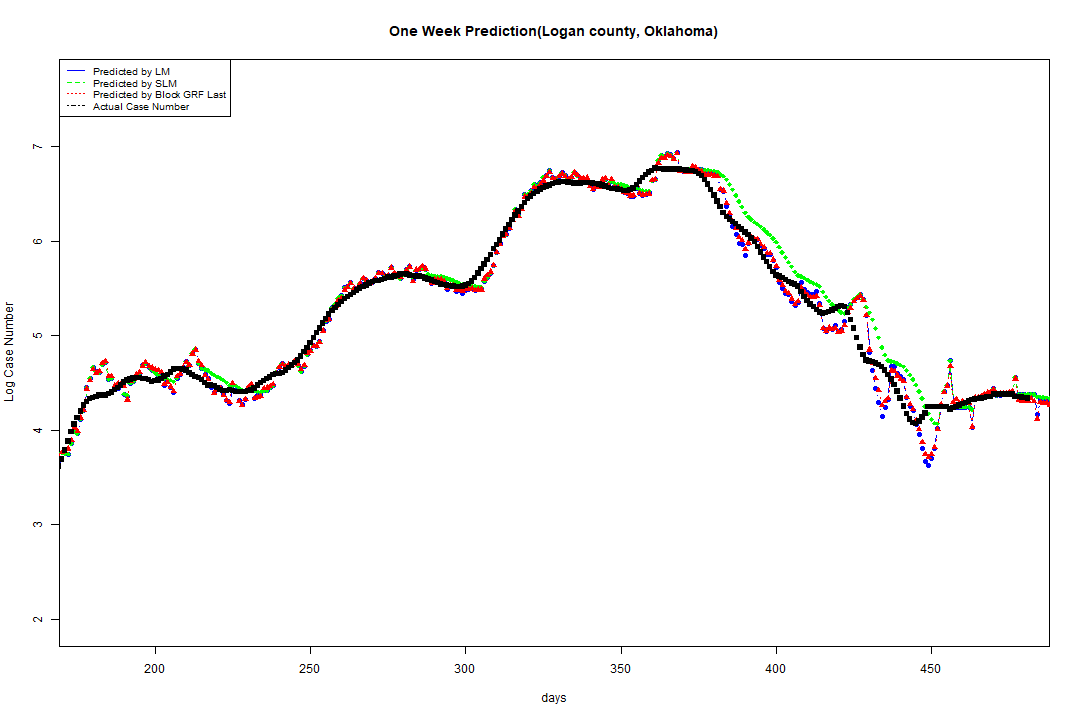 One Week Prediction(Logan county, Oklahoma)
Predicted by LM
Predicted by SLM
Predicted by Block GRF Last
Actual Case Number
7
6
5
4
3
2
Log Case Number
200 250 300 350 400 450
days